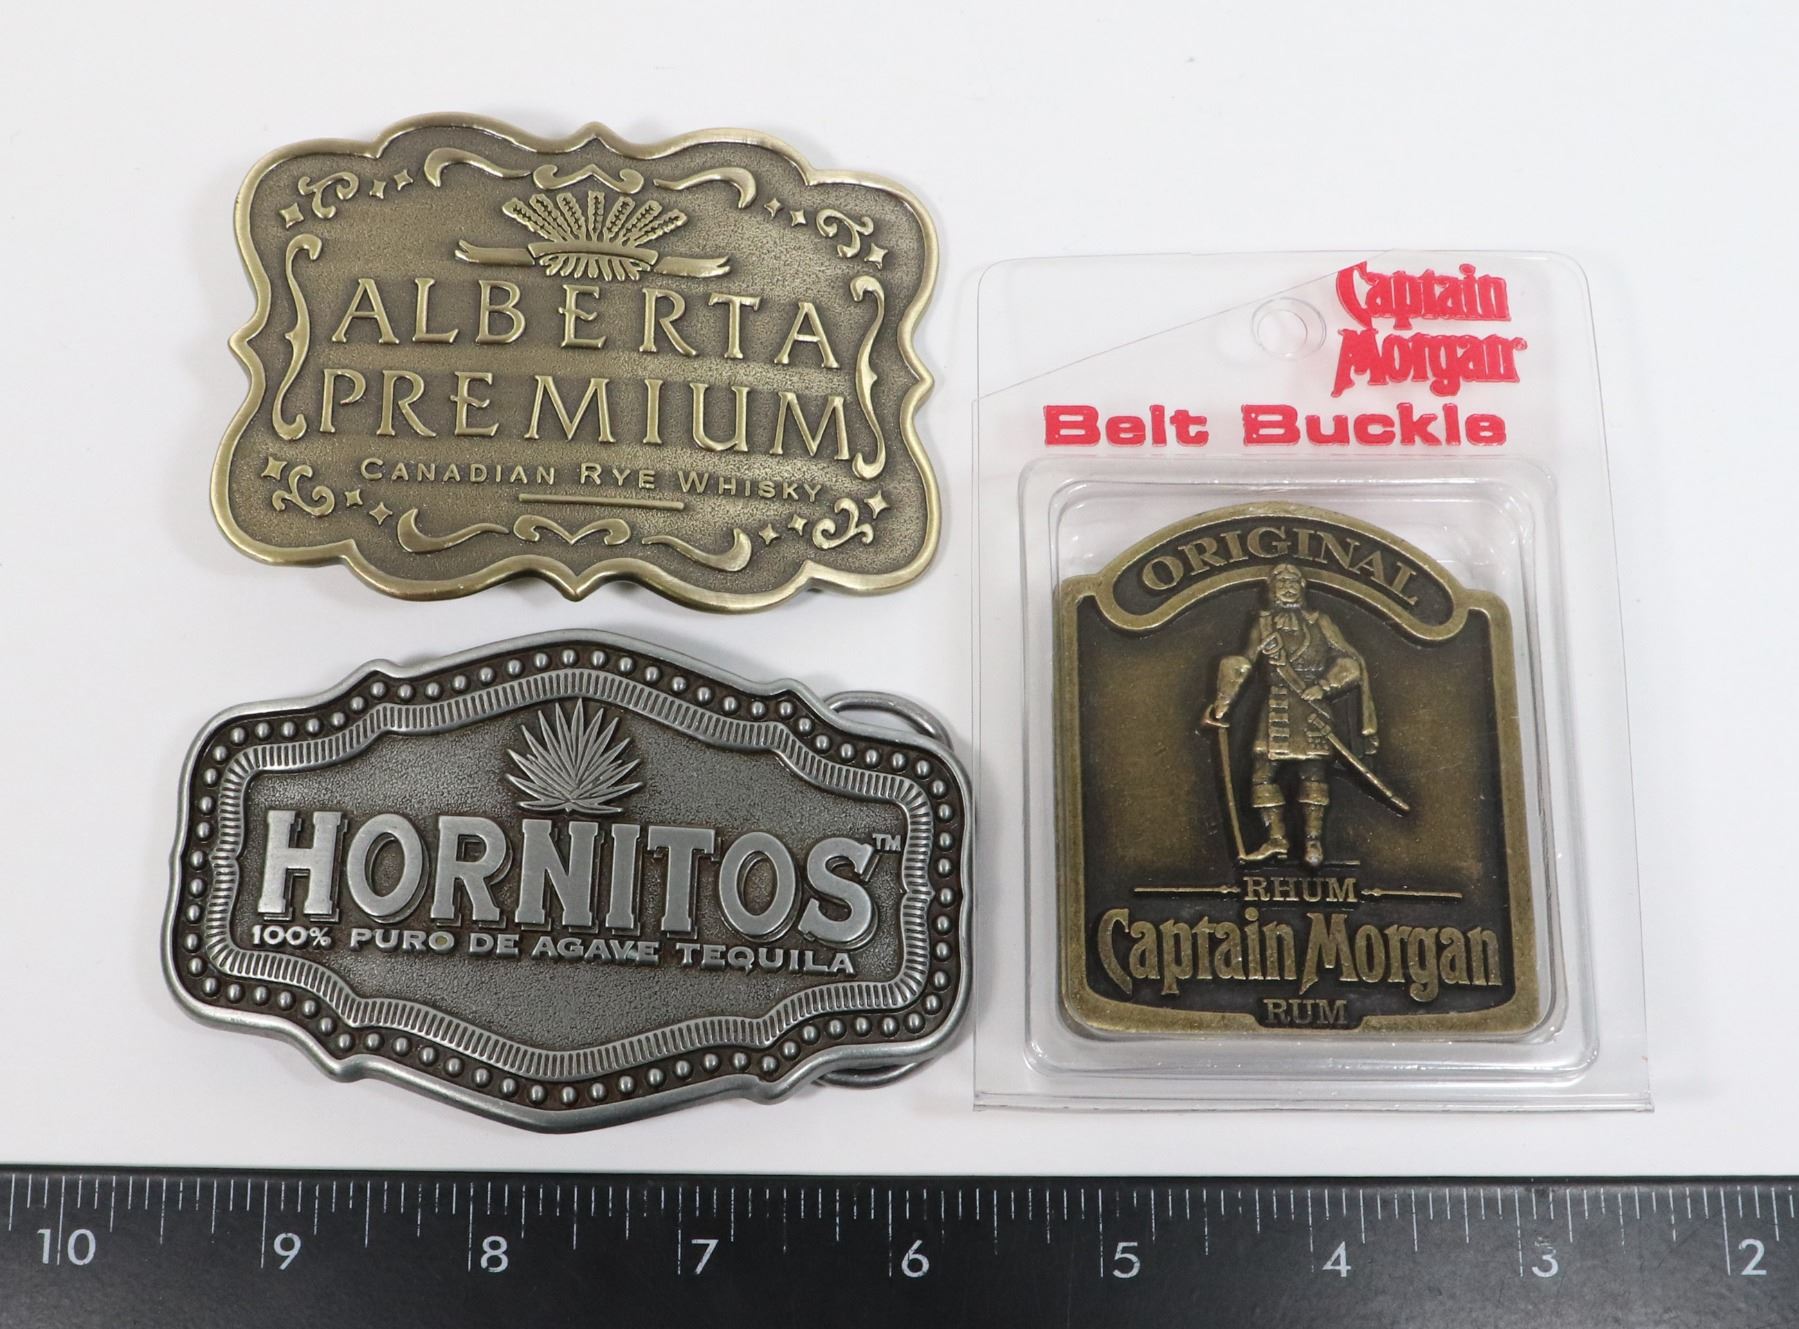 ALBERTA
PREMIUM
CANADIAN RYE WHISKY
HORNITOS™
100% PURO DE AGAVE TEQUILA
Captain
Morgan
Belt Buckle
ORIGINAL
RHUM
Captain Morgan
RUM
10 9 8 7 6 5 4 3 2